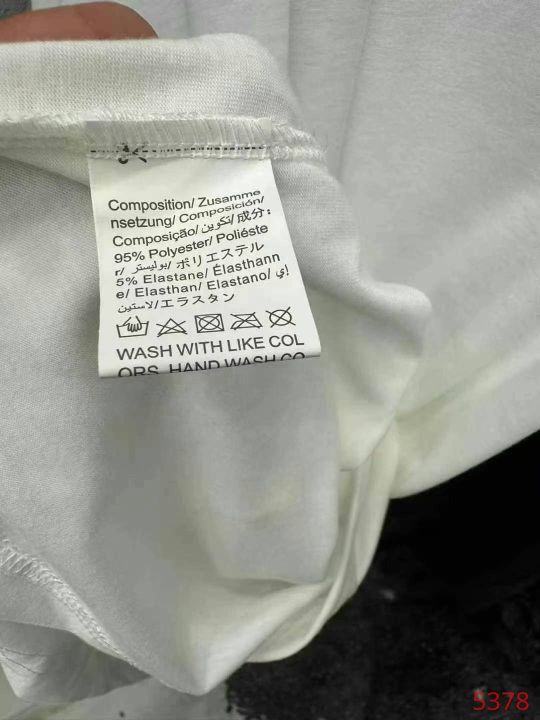 Composition/ Zusamme
nsetzung/ Composición/
Composição/ تكوين/ 成分:
95% Polyester/ Poliéste
r/ بوليستر/ ポリエステル
5% Elastane/ Élasthann
e/ Elasthan/ Elastano/ إي
لاستين/ エラスタン
WASH WITH LIKE COL
ORS, HAND WASH CO
5378